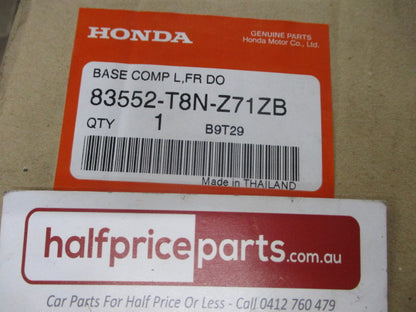 HONDA
GENUINE PARTS
Honda Motor Co., Ltd.
BASE COMP L,FR DO
83552-T8N-Z71ZB
QTY 1 B9T29
Made in THAILAND
halfpriceparts.com.au
Car Parts For Half Price Or Less - Call 0412 760 479